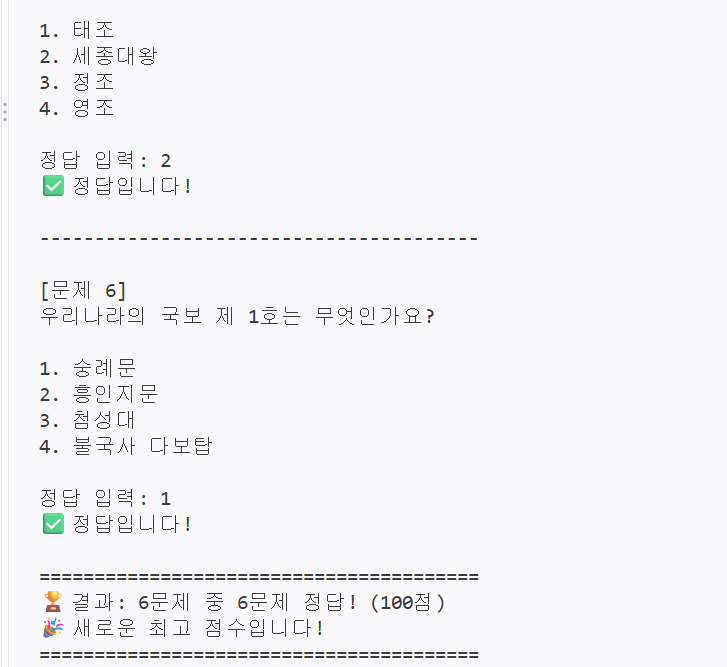 1. 태조
2. 세종대왕
3. 정조
4. 영조
정답 입력: 2
✅ 정답입니다!
----------------------------------------
[문제 6]
우리나라의 국보 제 1호는 무엇인가요?
1. 숭례문
2. 흥인지문
3. 첨성대
4. 불국사 다보탑
정답 입력: 1
✅ 정답입니다!
========================================
🏆 결과: 6문제 중 6문제 정답! (100점)
🎉 새로운 최고 점수입니다!
========================================